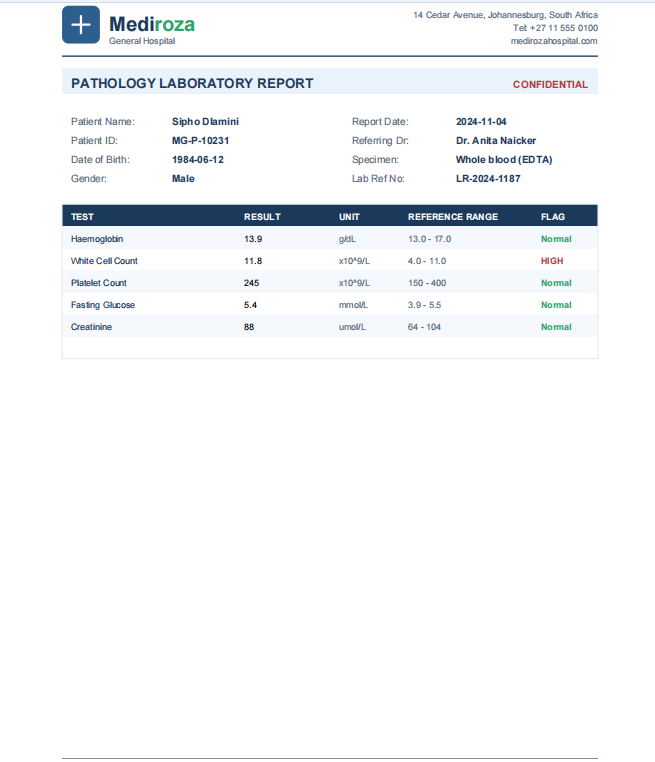 Mediroza
General Hospital
14 Cedar Avenue, Johannesburg, South Africa
Tel: +27 11 555 0100
medirozahospital.com
PATHOLOGY LABORATORY REPORT CONFIDENTIAL
Patient Name: Sipho Dlamini Report Date: 2024-11-04
Patient ID: MG-P-10231 Referring Dr: Dr. Anita Naicker
Date of Birth: 1984-06-12 Specimen: Whole blood (EDTA)
Gender: Male Lab Ref No: LR-2024-1187
TEST RESULT UNIT REFERENCE RANGE FLAG
Haemoglobin 13.9 g/dL 13.0 - 17.0 Normal
White Cell Count 11.8 x10^9/L 4.0 - 11.0 HIGH
Platelet Count 245 x10^9/L 150 - 400 Normal
Fasting Glucose 5.4 mmol/L 3.9 - 5.5 Normal
Creatinine 88 umol/L 64 - 104 Normal